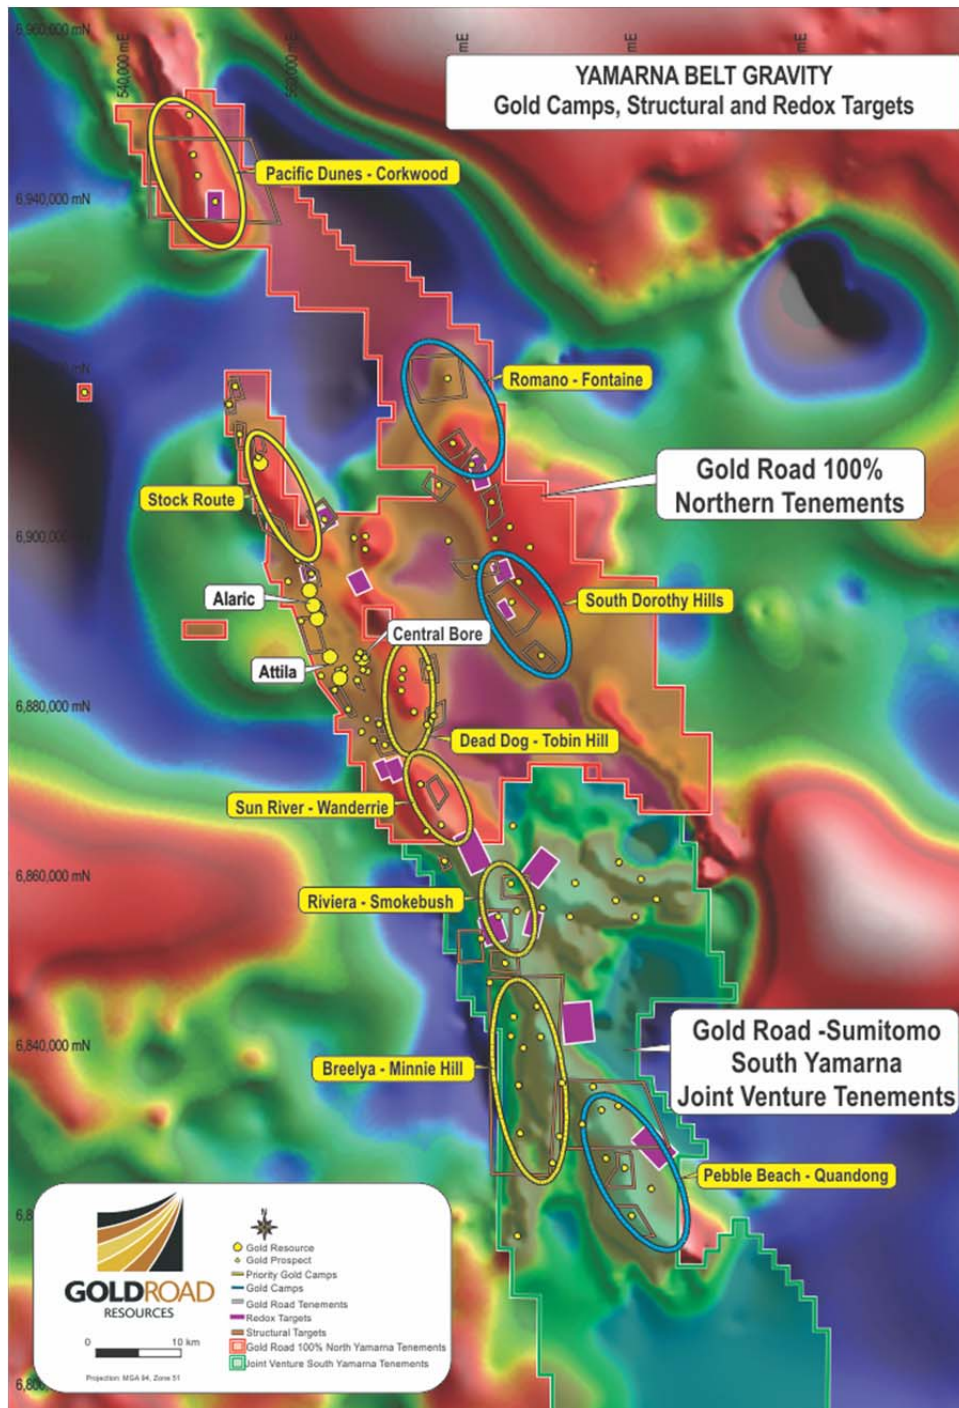 6,960,000 mN
540,000 mE
560,000 mE
mE
mE
mE
YAMARNA BELT GRAVITY
Gold Camps, Structural and Redox Targets
Pacific Dunes - Corkwood
6,940,000 mN
mN
Romano - Fontaine
Gold Road 100%
Northern Tenements
Stock Route
6,900,000 mN
Alaric
South Dorothy Hills
Central Bore
Attila
6,880,000 mN
Dead Dog - Tobin Hill
Sun River - Wanderrie
6,860,000 mN
Riviera - Smokebush
Gold Road -Sumitomo
South Yamarna
Joint Venture Tenements
6,840,000 mN
Breelya - Minnie Hill
Pebble Beach - Quandong
6,8
N
GOLDROAD
RESOURCES
0 10 km
Projection: MGA 94, Zone 51
Gold Resource
Gold Prospect
Priority Gold Camps
Gold Camps
Gold Road Tenements
Redox Targets
Structural Targets
Gold Road 100% North Yamarna Tenements
Joint Venture South Yamarna Tenements
6,80